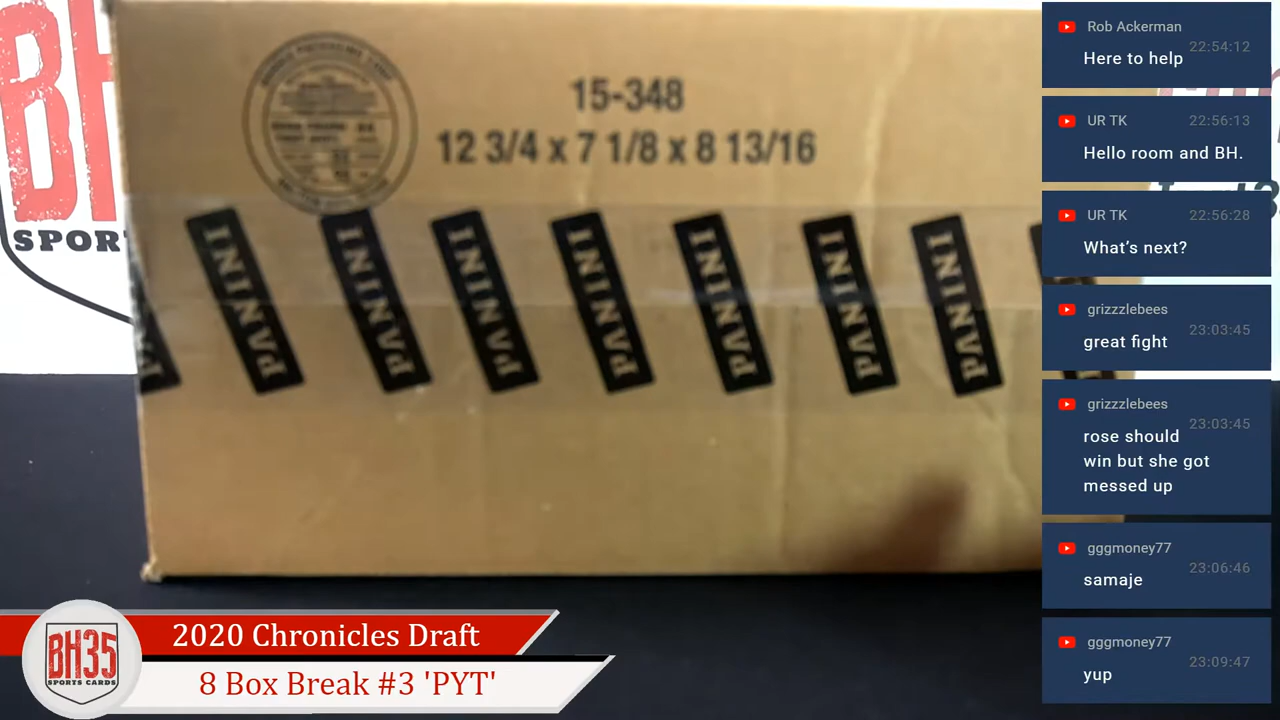 BH
SPOR
15-348
12 3/4 x 7 1/8 x 8 13/16
PANINI
PANINI
PANINI
PANINI
PANINI
PANINI
PANINI
Rob Ackerman
22:54:12
Here to help
UR TK
22:56:13
Hello room and BH.
UR TK
22:56:28
What's next?
grizzzlebees
23:03:45
great fight
grizzzlebees
23:03:45
rose should
win but she got
messed up
gggmoney77
23:06:46
samaje
gggmoney77
23:09:47
yup
BH35
SPORTS CARDS
2020 Chronicles Draft
8 Box Break #3 'PYT'